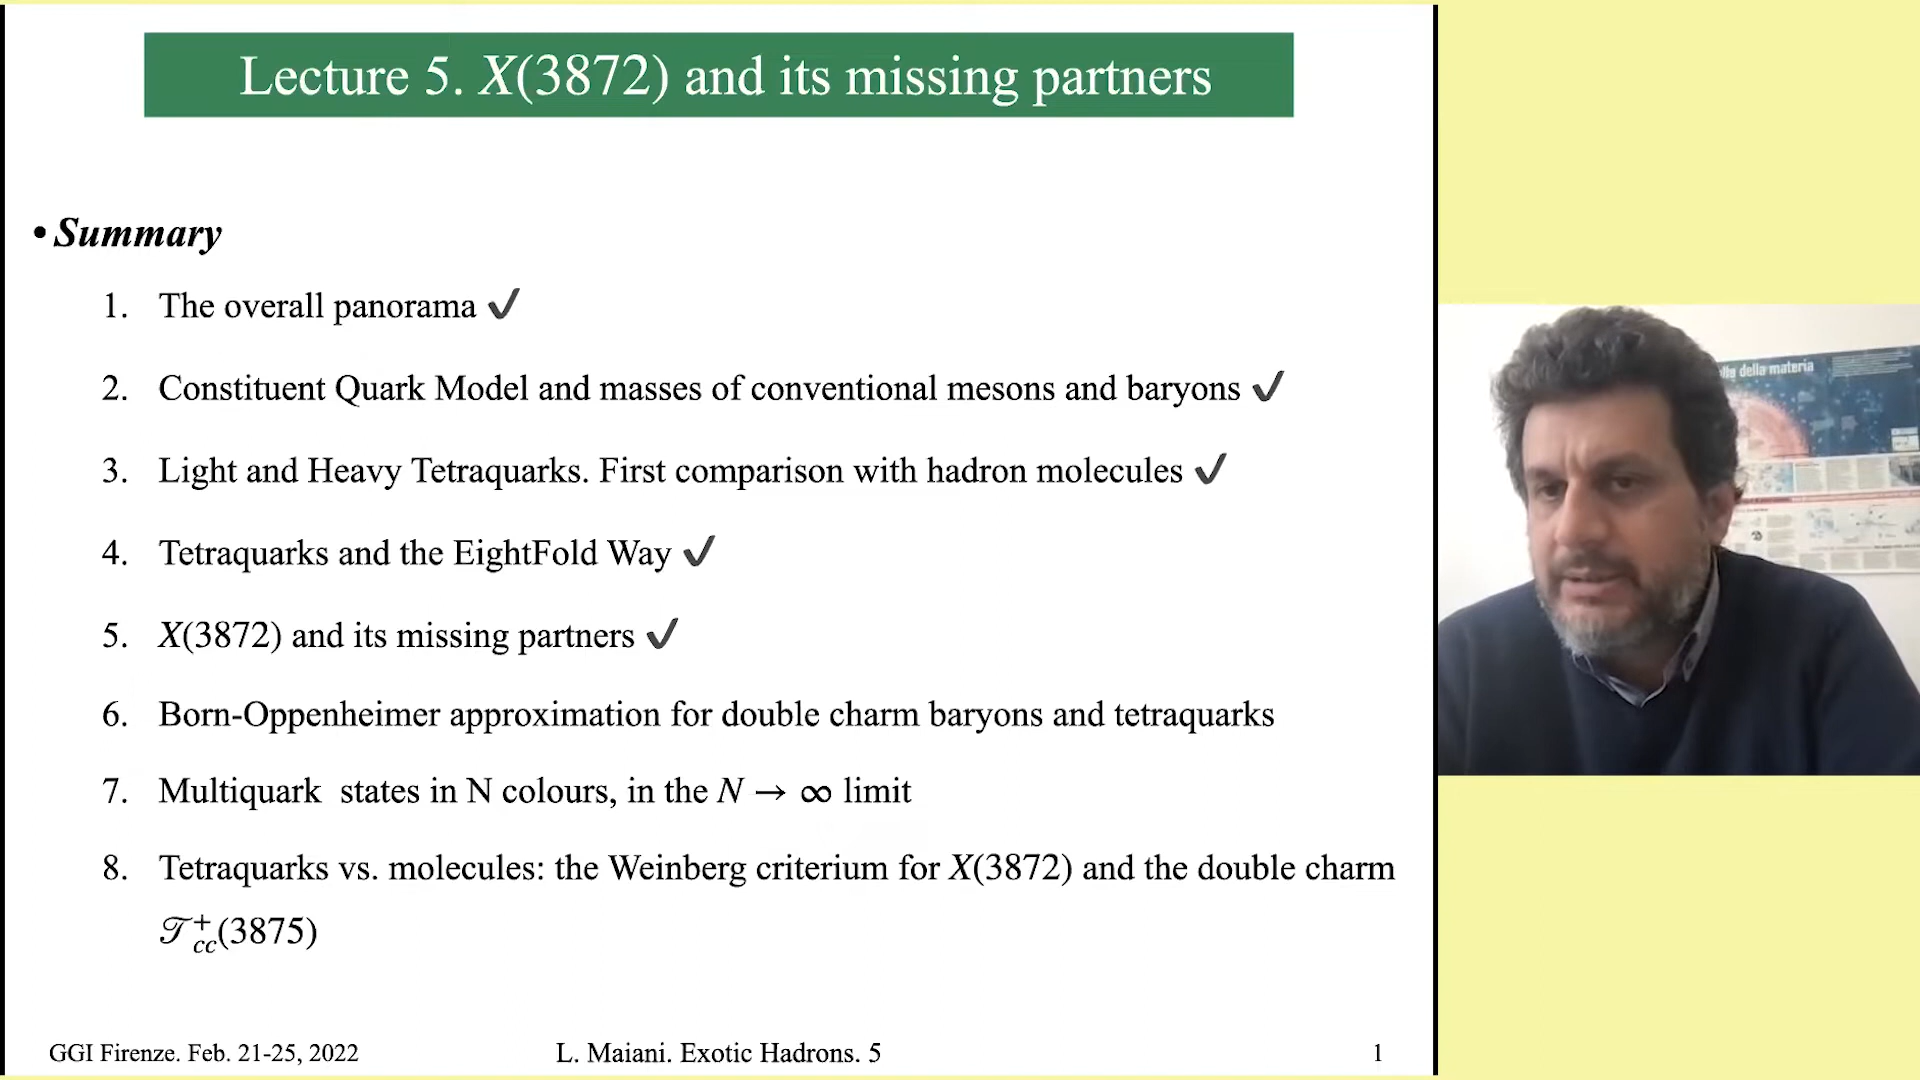 Lecture 5. X(3872) and its missing partners
• Summary
1. The overall panorama ✓
2. Constituent Quark Model and masses of conventional mesons and baryons ✓
3. Light and Heavy Tetraquarks. First comparison with hadron molecules ✓
4. Tetraquarks and the EightFold Way ✓
5. X(3872) and its missing partners ✓
6. Born-Oppenheimer approximation for double charm baryons and tetraquarks
7. Multiquark states in N colours, in the N → ∞ limit
8. Tetraquarks vs. molecules: the Weinberg criterium for X(3872) and the double charm
𝒯⁺cc(3875)
GGI Firenze. Feb. 21-25, 2022
L. Maiani. Exotic Hadrons. 5
1
della materia